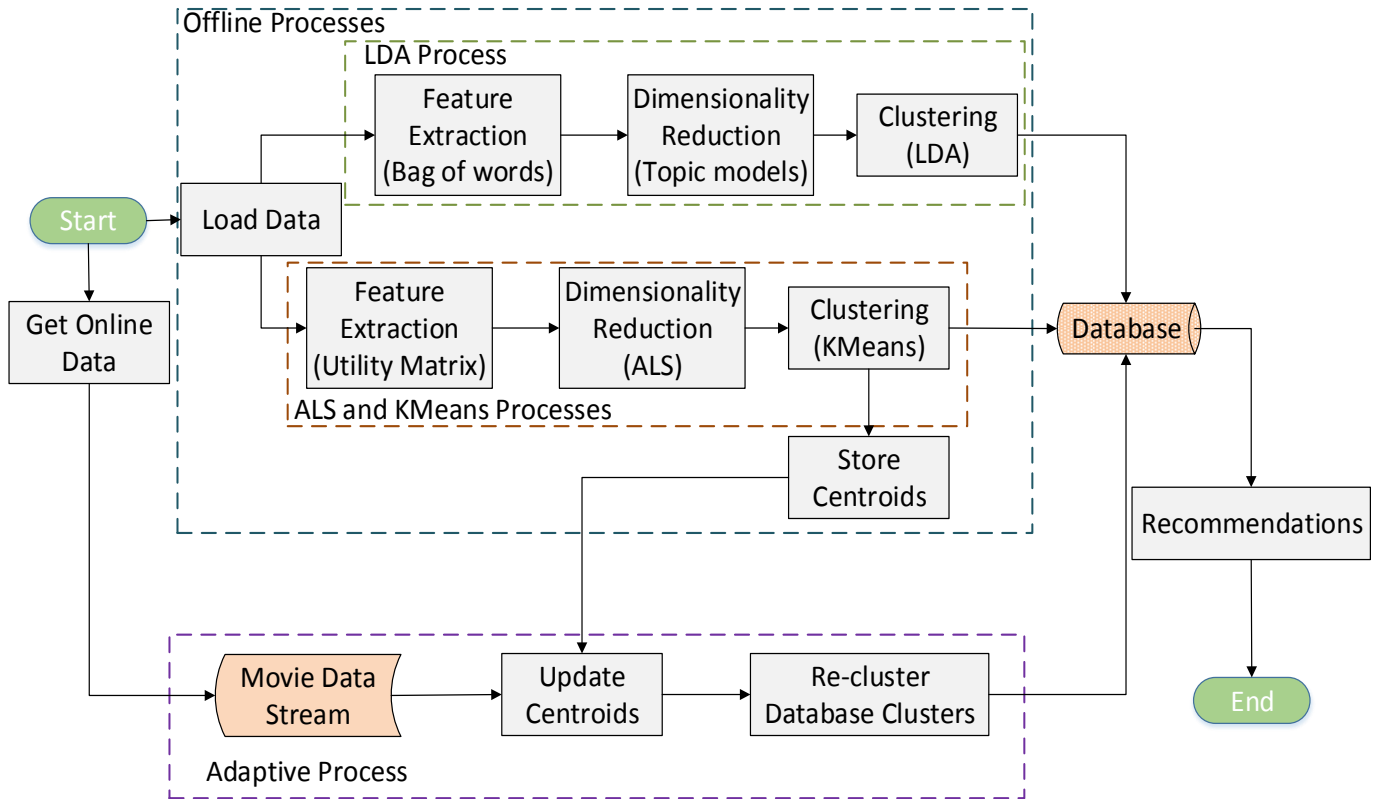 Offline Processes
LDA Process
Feature
Extraction
(Bag of words)
Dimensionality
Reduction
(Topic models)
Clustering
(LDA)
Start
Load Data
Get Online
Data
Feature
Extraction
(Utility Matrix)
Dimensionality
Reduction
(ALS)
Clustering
(KMeans)
ALS and KMeans Processes
Database
Store
Centroids
Recommendations
Movie Data
Stream
Update
Centroids
Re-cluster
Database Clusters
End
Adaptive Process